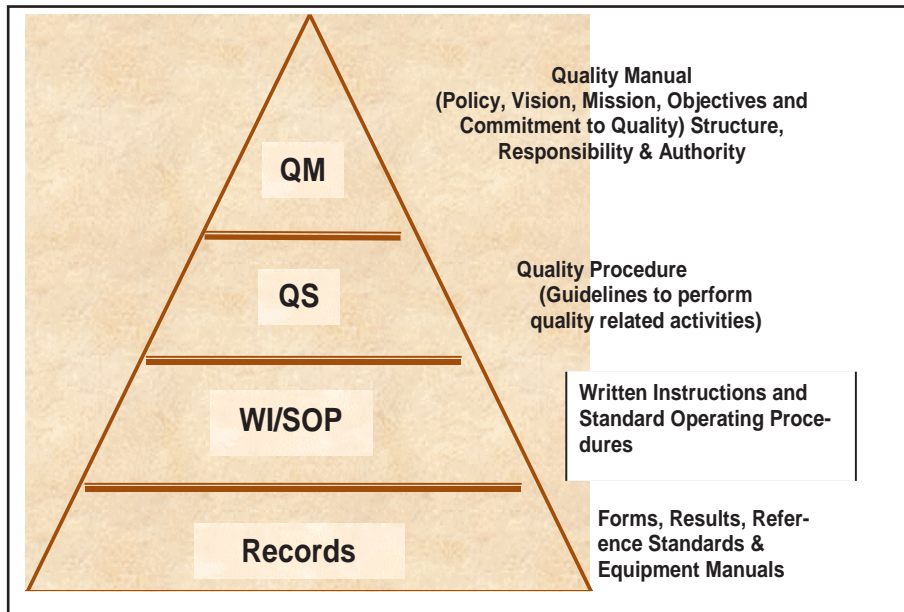 QM
Quality Manual
(Policy, Vision, Mission, Objectives and
Commitment to Quality) Structure,
Responsibility & Authority
QS
Quality Procedure
(Guidelines to perform
quality related activities)
WI/SOP
Written Instructions and
Standard Operating Proce-
dures
Records
Forms, Results, Refer-
ence Standards &
Equipment Manuals